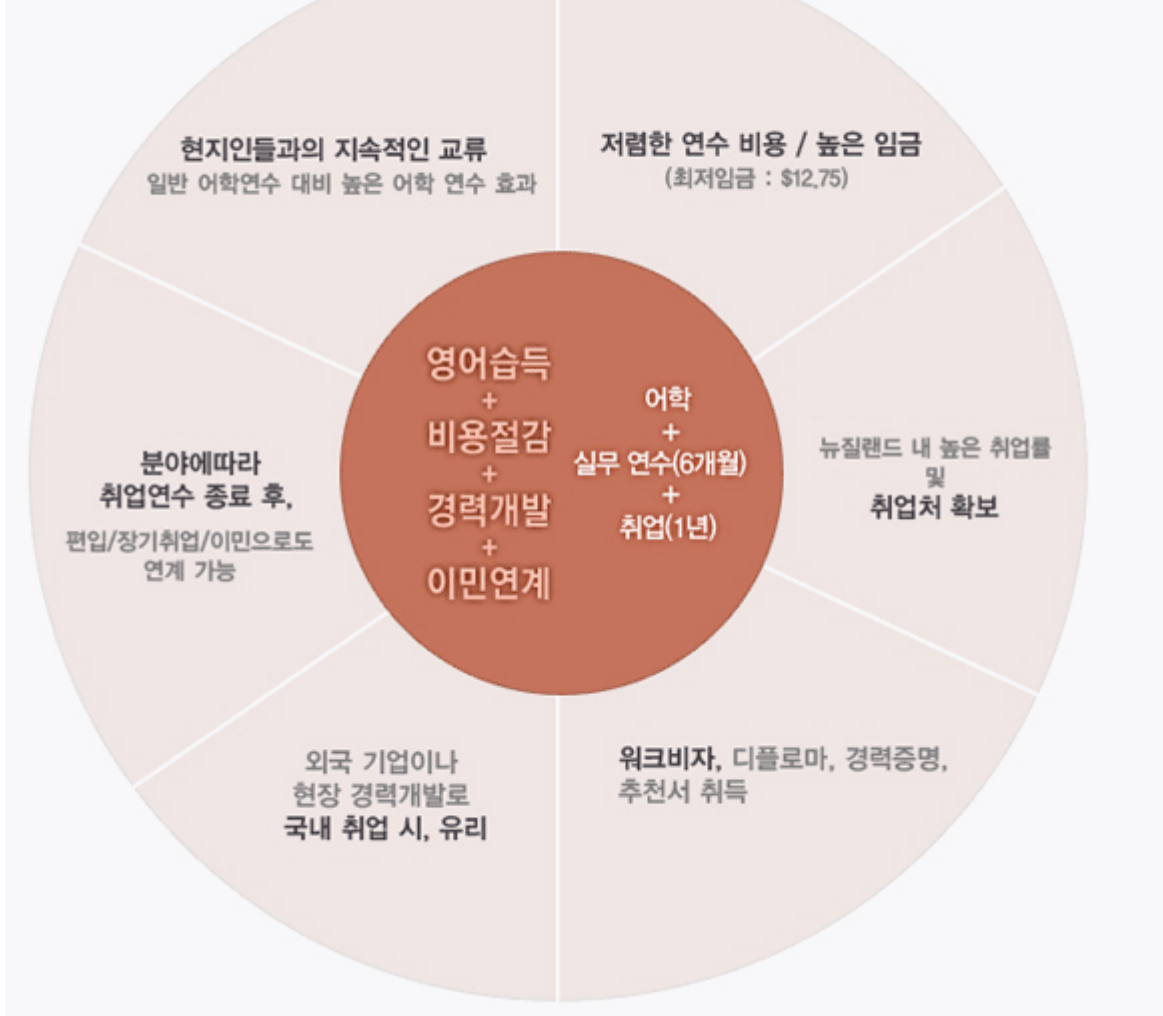 현지인들과의 지속적인 교류
일반 어학연수 대비 높은 어학 연수 효과
저렴한 연수 비용 / 높은 임금
(최저임금 : $12.75)
영어습득
+
비용절감
+
경력개발
+
이민연계
어학
+
실무 연수(6개월)
+
취업(1년)
뉴질랜드 내 높은 취업률
및
취업처 확보
분야에따라
취업연수 종료 후,
편입/장기취업/이민으로도
연계 가능
외국 기업이나
현장 경력개발로
국내 취업 시, 유리
워크비자, 디플로마, 경력증명,
추천서 취득